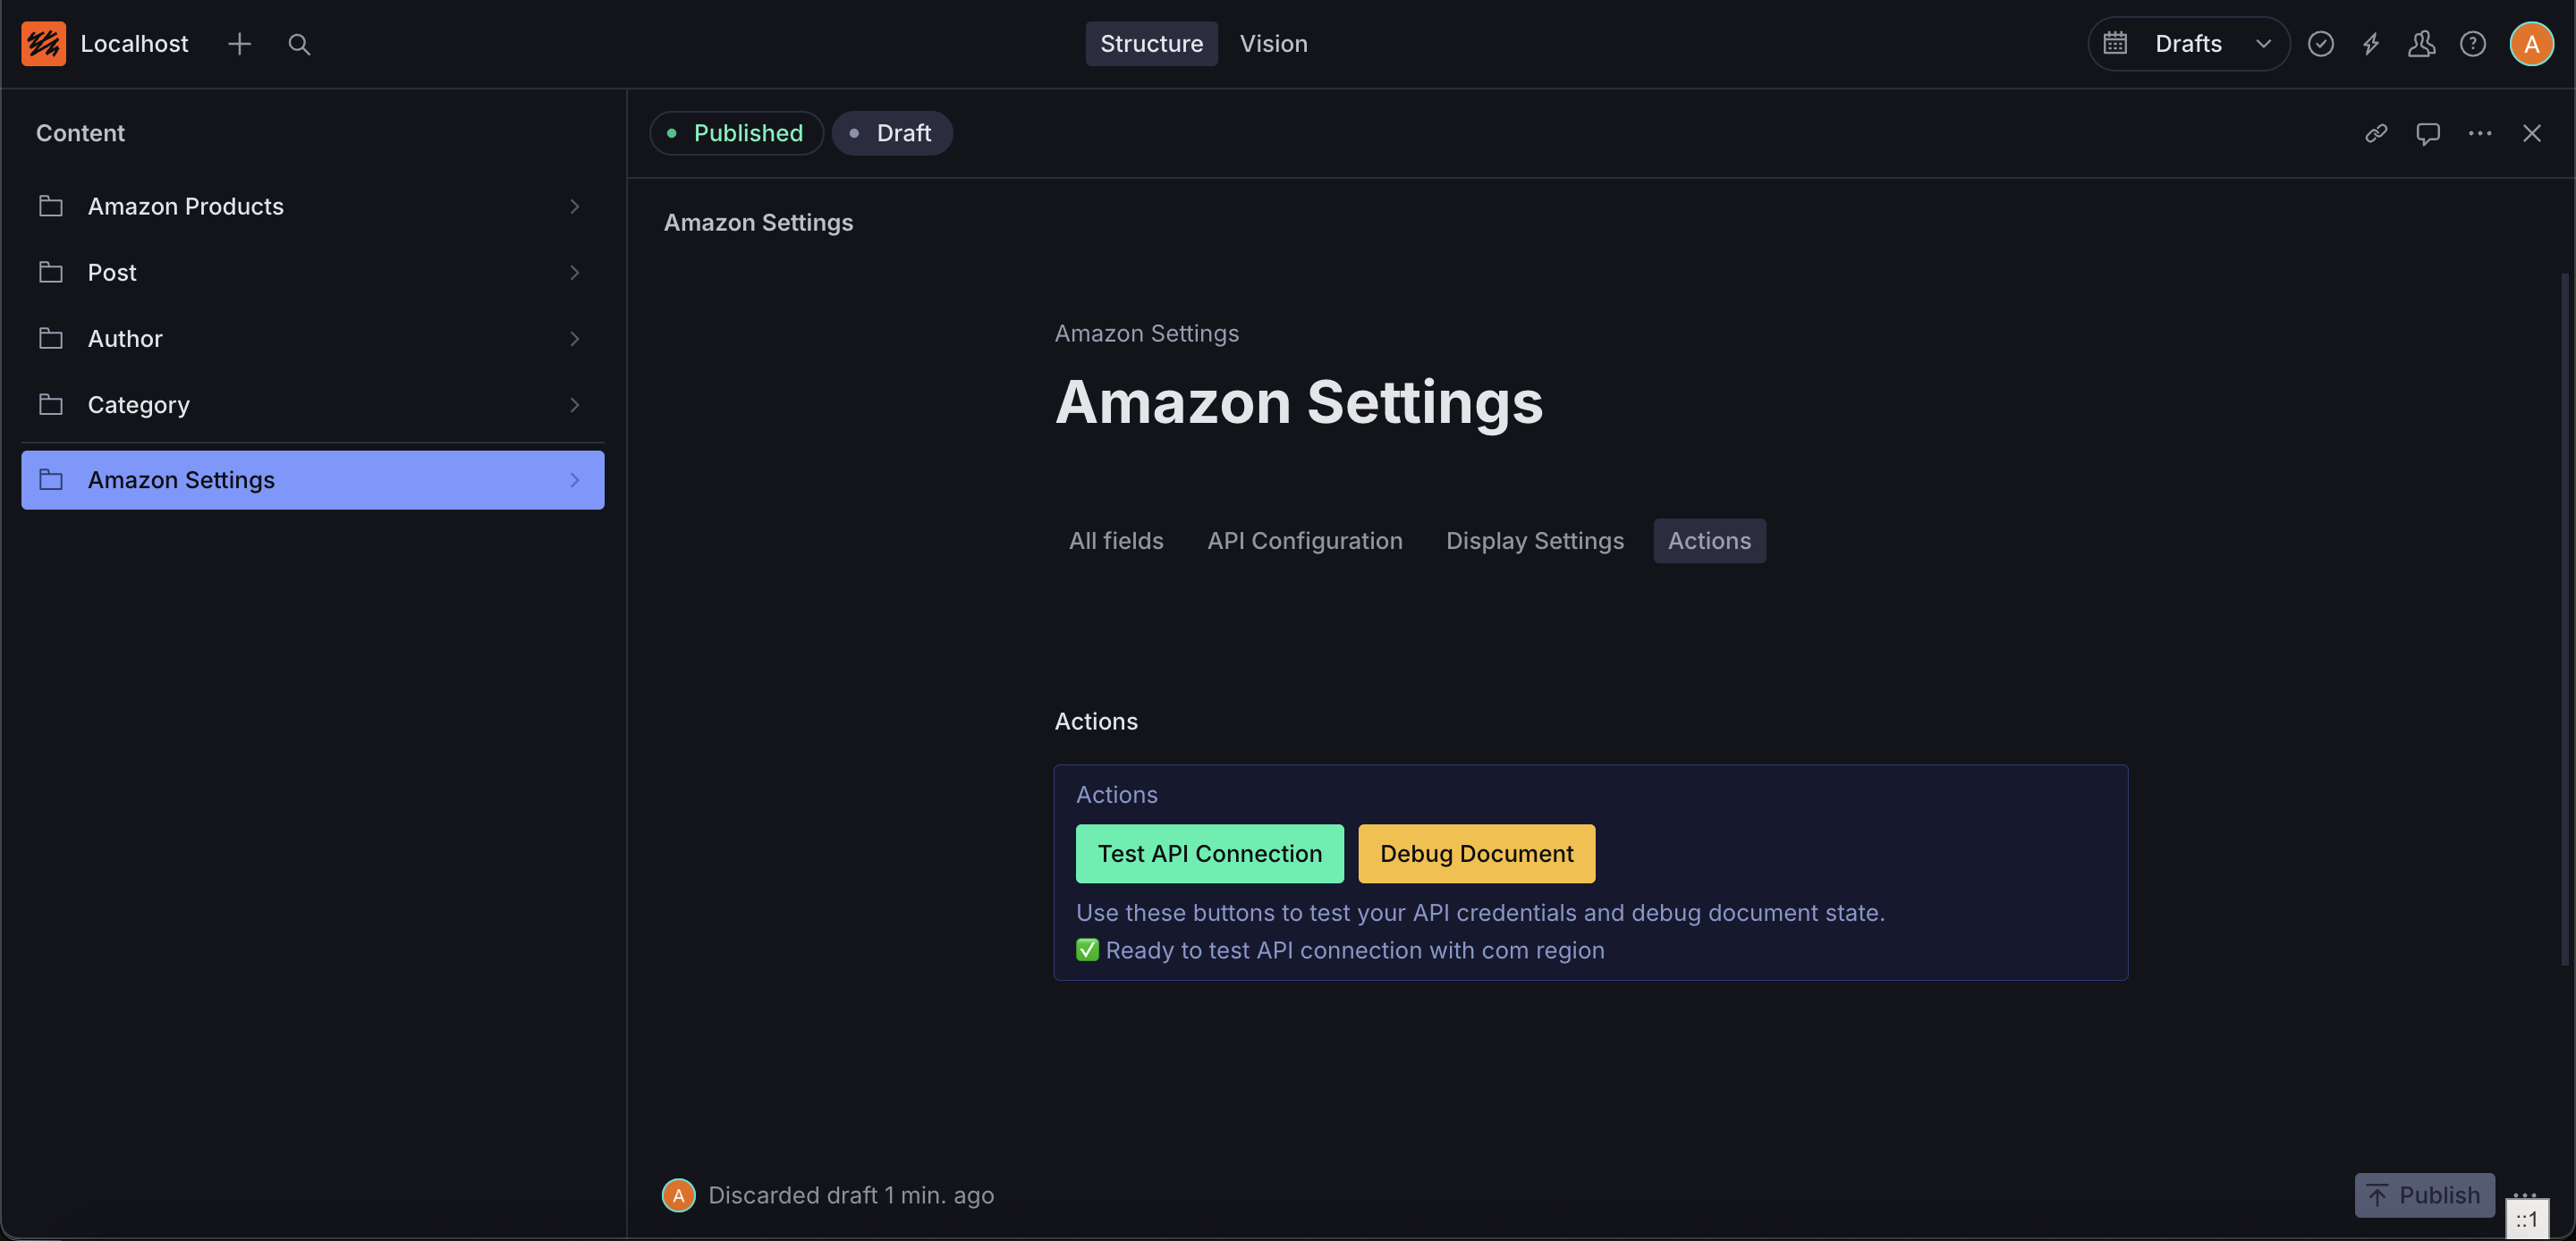 Localhost
Structure
Vision
Drafts
A
Content
Amazon Products
Post
Author
Category
Amazon Settings
Published
Draft
Amazon Settings
Amazon Settings
Amazon Settings
All fields
API Configuration
Display Settings
Actions
Actions
Actions
Test API Connection
Debug Document
Use these buttons to test your API credentials and debug document state.
✅ Ready to test API connection with com region
A
Discarded draft 1 min. ago
Publish
::1